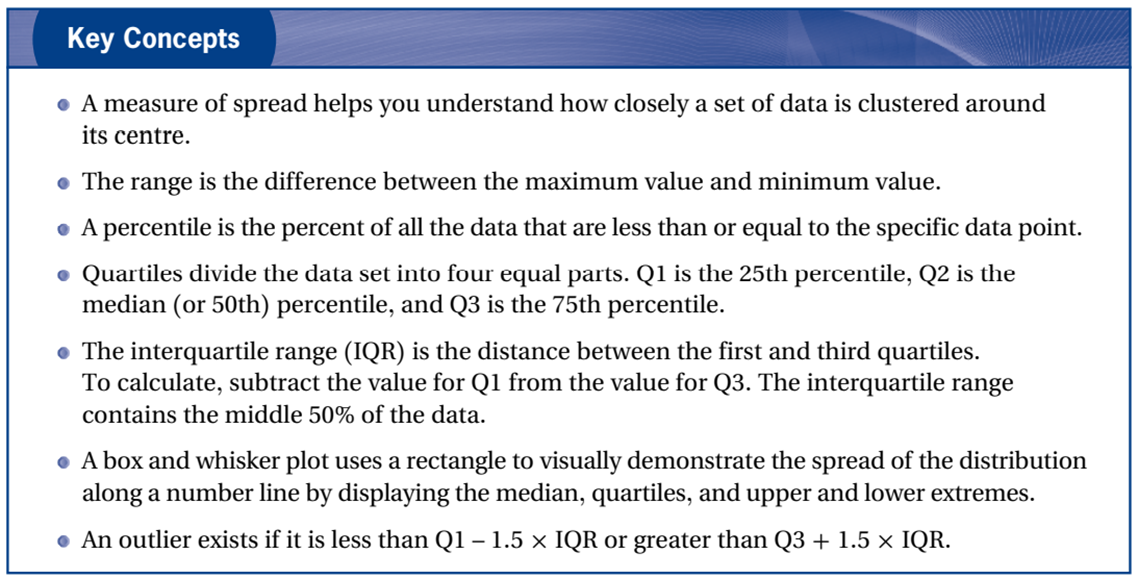 Key Concepts
• A measure of spread helps you understand how closely a set of data is clustered around
its centre.
• The range is the difference between the maximum value and minimum value.
• A percentile is the percent of all the data that are less than or equal to the specific data point.
• Quartiles divide the data set into four equal parts. Q1 is the 25th percentile, Q2 is the
median (or 50th) percentile, and Q3 is the 75th percentile.
• The interquartile range (IQR) is the distance between the first and third quartiles.
To calculate, subtract the value for Q1 from the value for Q3. The interquartile range
contains the middle 50% of the data.
• A box and whisker plot uses a rectangle to visually demonstrate the spread of the distribution
along a number line by displaying the median, quartiles, and upper and lower extremes.
• An outlier exists if it is less than Q1 – 1.5 × IQR or greater than Q3 + 1.5 × IQR.